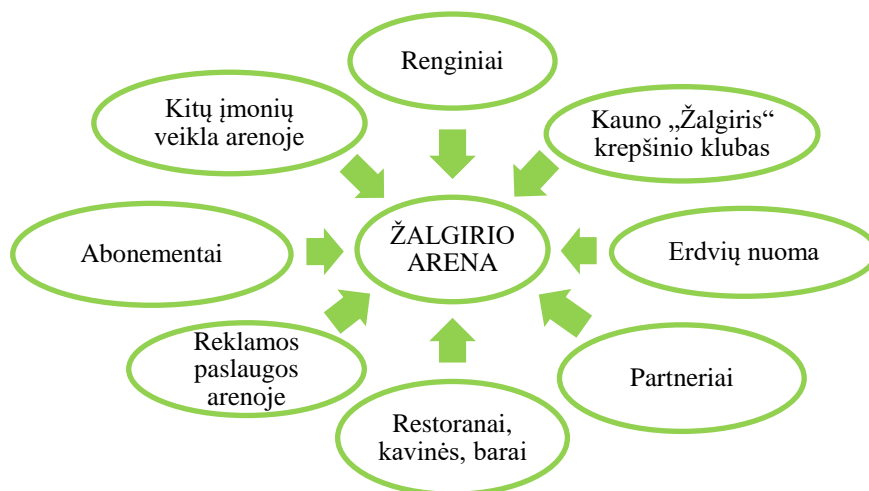 Renginiai
Kitų įmonių
veikla arenoje
Kauno „Žalgiris“
krepšinio klubas
Abonementai
ŽALGIRIO
ARENA
Erdvių nuoma
Reklamos
paslaugos
arenoje
Partneriai
Restoranai,
kavinės, barai